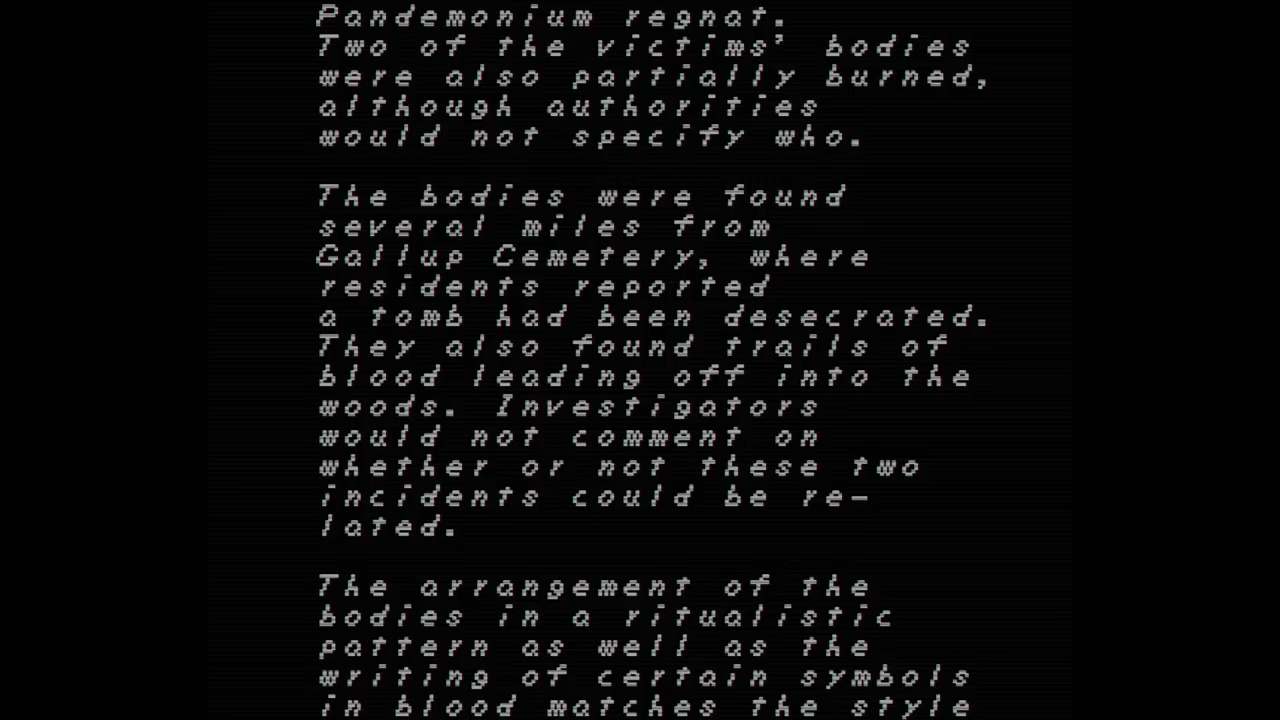 Pandemonium regnat.
Two of the victims' bodies
were also partially burned,
although authorities
would not specify who.
The bodies were found
several miles from
Gallup Cemetery, where
residents reported
a tomb had been desecrated.
They also found trails of
blood leading off into the
woods. Investigators
would not comment on
whether or not these two
incidents could be re-
lated.
The arrangement of the
bodies in a ritualistic
pattern as well as the
writing of certain symbols
in blood matches the style